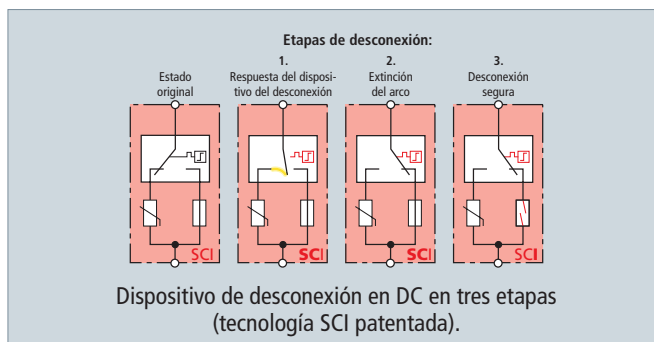 Etapas de desconexión:
Estado
original
1.
Respuesta del disposi-
tivo del desconexión
2.
Extinción
del arco
3.
Desconexión
segura
SCI
SCI
SCI
SCI
Dispositivo de desconexión en DC en tres etapas
(tecnología SCI patentada).